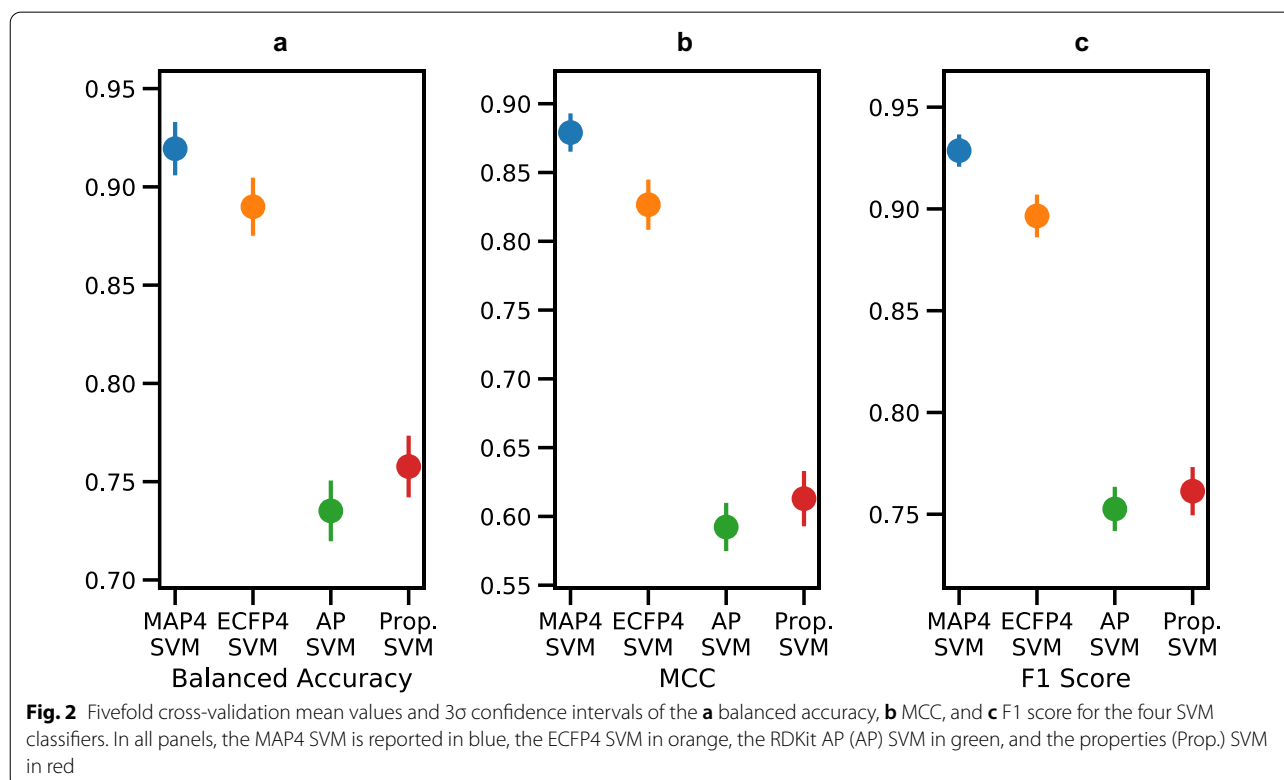 a
0.95
0.90
0.85
0.80
0.75
0.70
MAP4 ECFP4 AP Prop.
SVM SVM SVM SVM
Balanced Accuracy
b
0.90
0.85
0.80
0.75
0.70
0.65
0.60
0.55
MAP4 ECFP4 AP Prop.
SVM SVM SVM SVM
MCC
c
0.95
0.90
0.85
0.80
0.75
MAP4 ECFP4 AP Prop.
SVM SVM SVM SVM
F1 Score
Fig. 2 Fivefold cross-validation mean values and 3σ confidence intervals of the a balanced accuracy, b MCC, and c F1 score for the four SVM
classifiers. In all panels, the MAP4 SVM is reported in blue, the ECFP4 SVM in orange, the RDKit AP (AP) SVM in green, and the properties (Prop.) SVM
in red